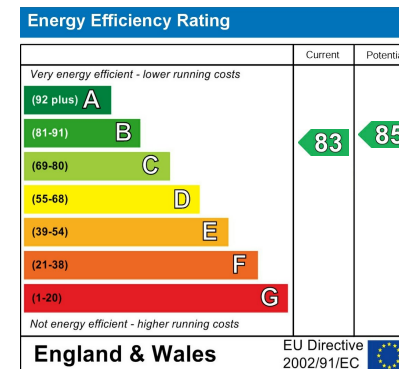 Energy Efficiency Rating
Current Potentia
Very energy efficient - lower running costs
(92 plus) A
(81-91) B
83 85
(69-80) C
(55-68) D
(39-54) E
(21-38) F
(1-20) G
Not energy efficient - higher running costs
England & Wales
EU Directive
2002/91/EC